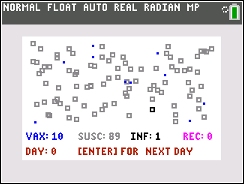 NORMAL FLOAT AUTO REAL RADIAN MP
VAX: 10 SUSC: 89 INF: 1 REC: 0
DAY: 0 [ENTER] FOR NEXT DAY